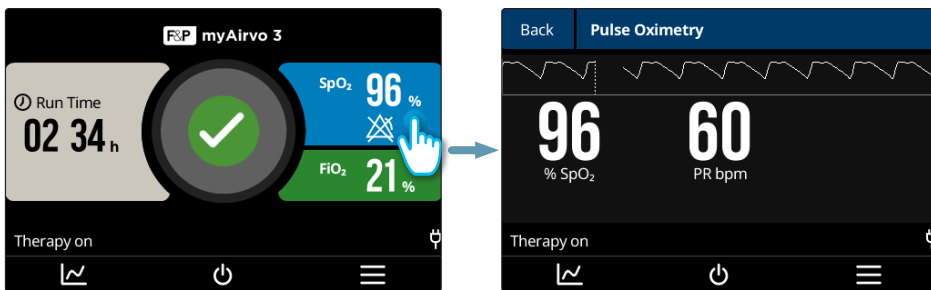 F&P myAirvo 3
Run Time
02 34 h
SpO₂ 96 %
FiO₂ 21 %
Therapy on
Back Pulse Oximetry
96 60
% SpO₂ PR bpm
Therapy on